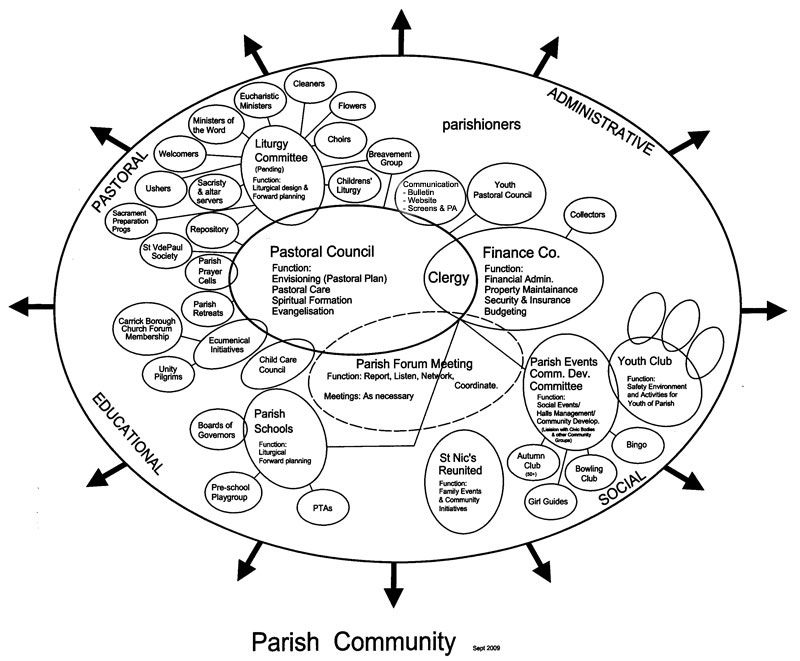 PASTORAL
ADMINISTRATIVE
EDUCATIONAL
SOCIAL
parishioners
Cleaners
Eucharistic
Ministers
Flowers
Ministers of
the Word
Choirs
Welcomers
Liturgy
Committee
(Pending)
Function:
Liturgical design &
Forward planning
Breavement
Group
Ushers
Sacristy
& altar
servers
Childrens'
Liturgy
Communication
- Bulletin
- Website
- Screens & PA
Youth
Pastoral Council
Sacrament
Preparation
Progs
Repository
Collectors
St VdePaul
Society
Parish
Prayer
Cells
Pastoral Council
Function:
Envisioning (Pastoral Plan)
Pastoral Care
Spiritual Formation
Evangelisation
Clergy
Finance Co.
Function:
Financial Admin.
Property Maintainance
Security & Insurance
Budgeting
Parish
Retreats
Carrick Borough
Church Forum
Membership
Ecumenical
Initiatives
Unity
Pilgrims
Child Care
Council
Parish Forum Meeting
Function: Report, Listen, Network,
Coordinate.
Meetings: As necessary
Parish Events
Comm. Dev.
Committee
Function:
Social Events/
Halls Management/
Community Develop.
(Liassion with Civic Bodies
& other Community
Groups)
Youth Club
Function:
Safety Environment
and Activities for
Youth of Parish
Boards of
Governors
Parish
Schools
Function:
Liturgical
Forward planning
Pre-school
Playgroup
PTAs
St Nic's
Reunited
Function:
Family Events
& Community
Initiatives
Autumn
Club
(50+)
Bowling
Club
Bingo
Girl Guides
Parish Community Sept 2009